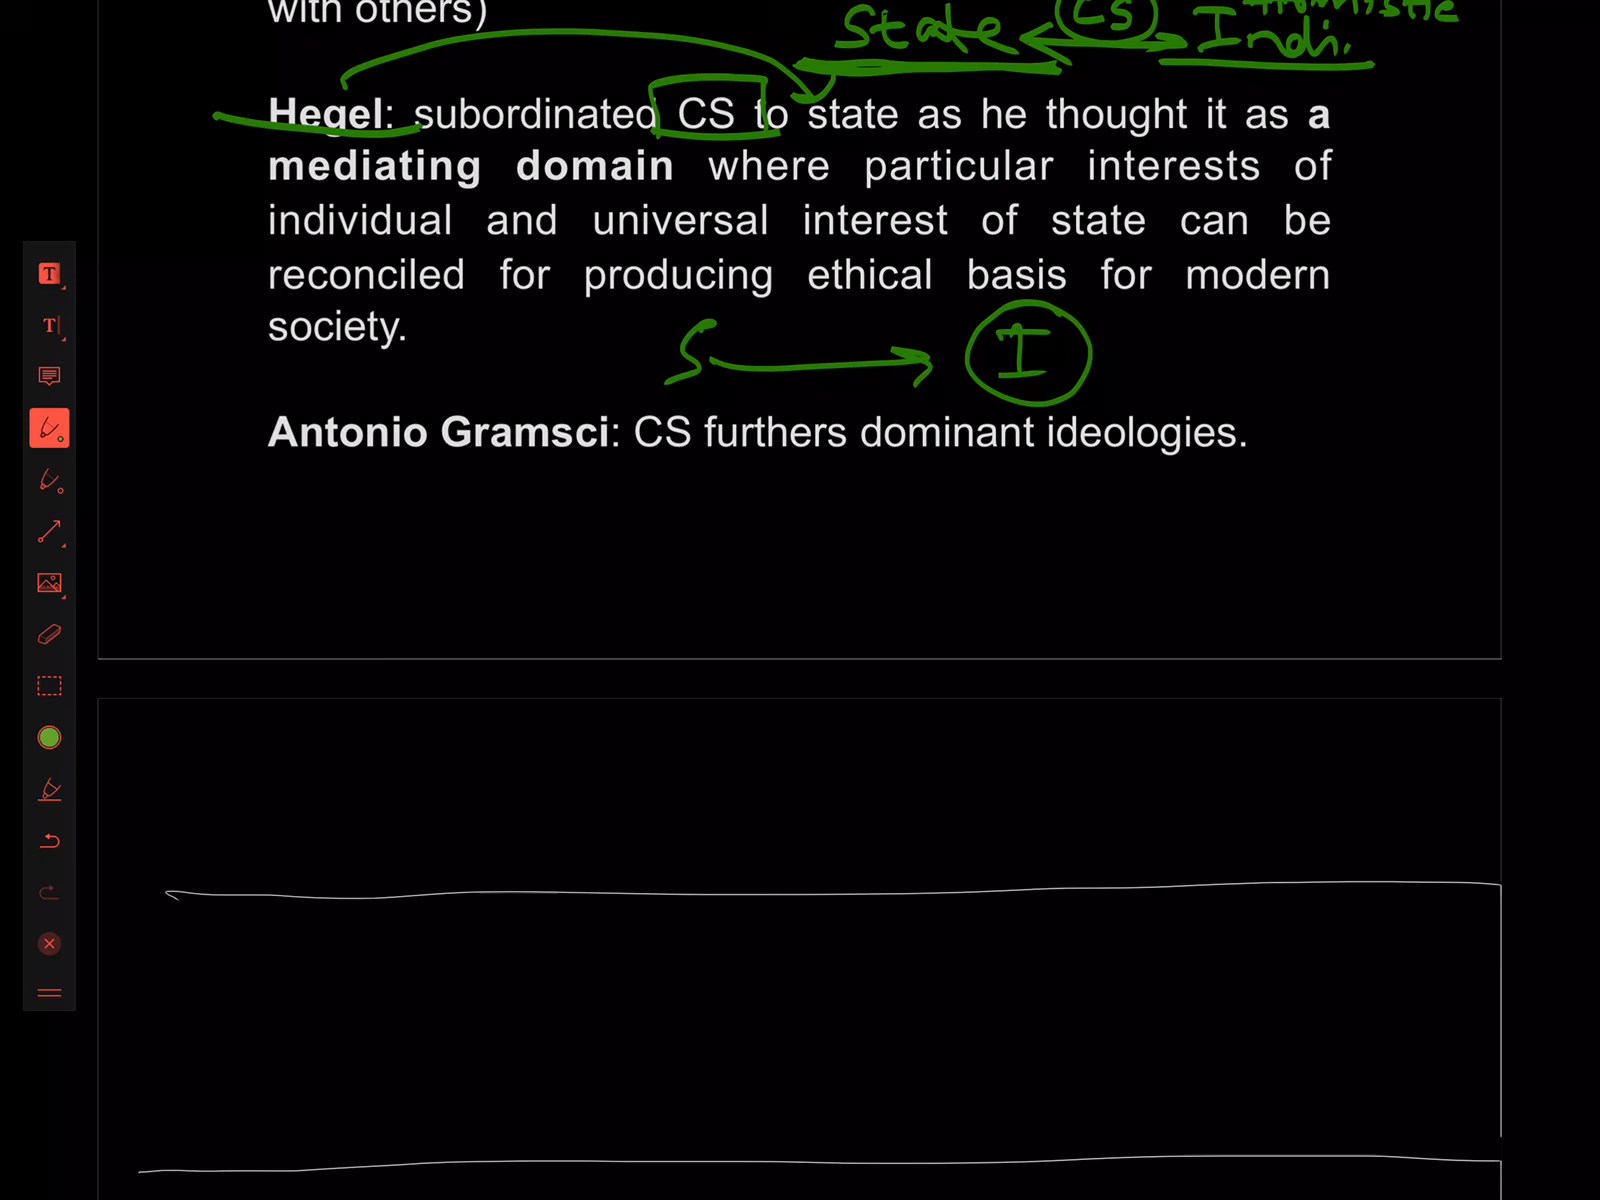 with others)
State
CS
Indi.
Hegel: subordinated CS to state as he thought it as a
mediating domain where particular interests of
individual and universal interest of state can be
reconciled for producing ethical basis for modern
society.
S
I
Antonio Gramsci: CS furthers dominant ideologies.